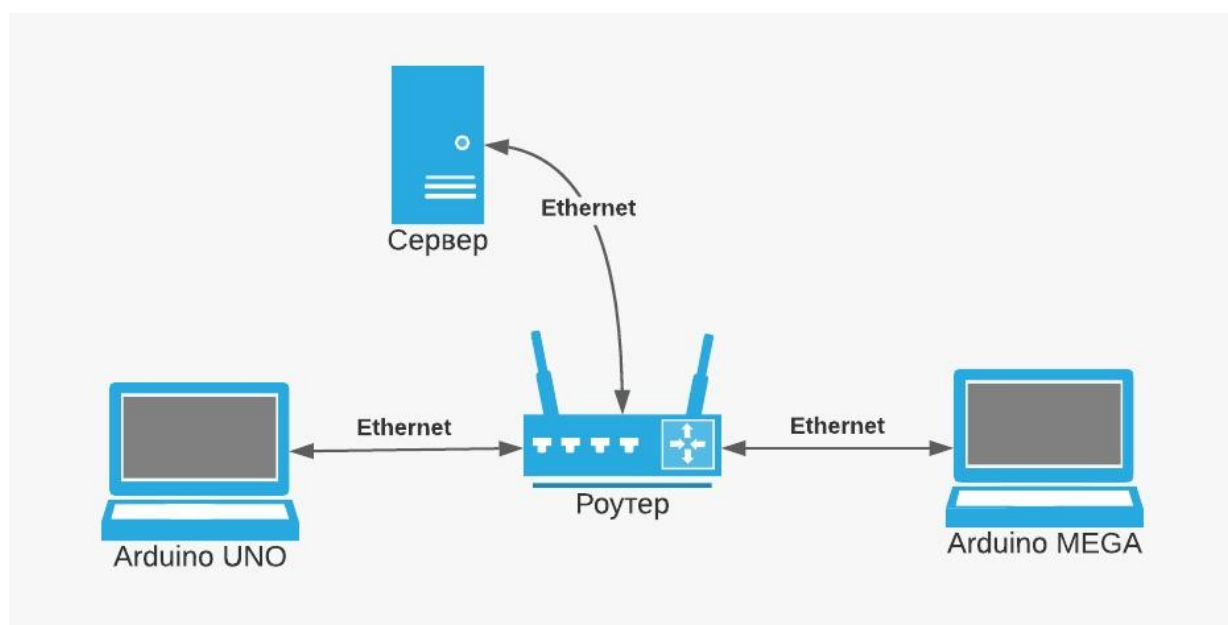 Ethernet
Сервер
Ethernet
Ethernet
Роутер
Arduino UNO
Arduino MEGA